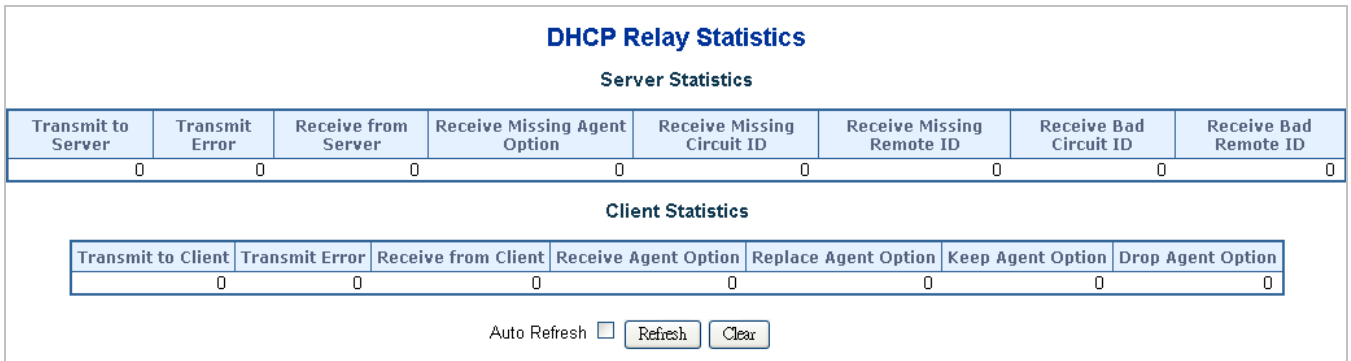 DHCP Relay Statistics
Server Statistics
Transmit to Server Transmit Error Receive from Server Receive Missing Agent Option Receive Missing Circuit ID Receive Missing Remote ID Receive Bad Circuit ID Receive Bad Remote ID
0 0 0 0 0 0 0 0
Client Statistics
Transmit to Client Transmit Error Receive from Client Receive Agent Option Replace Agent Option Keep Agent Option Drop Agent Option
0 0 0 0 0 0 0
Auto Refresh Refresh Clear